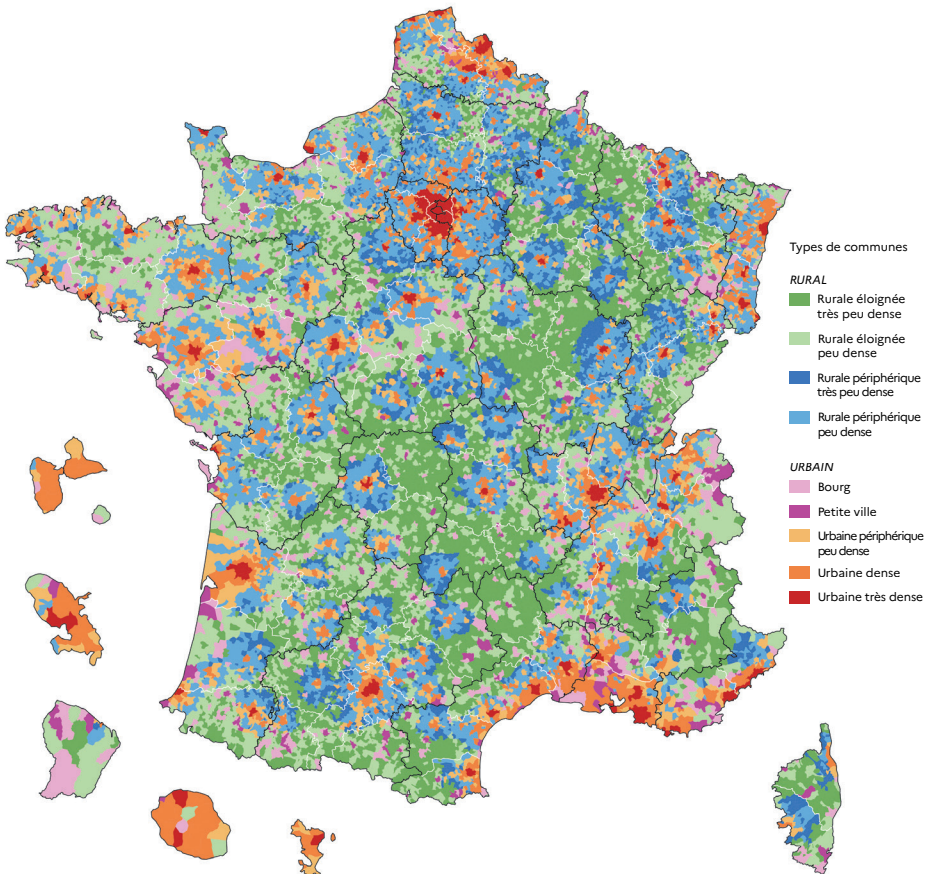 Types de communes
RURAL
Rurale éloignée
très peu dense
Rurale éloignée
peu dense
Rurale périphérique
très peu dense
Rurale périphérique
peu dense
URBAIN
Bourg
Petite ville
Urbaine périphérique
peu dense
Urbaine dense
Urbaine très dense